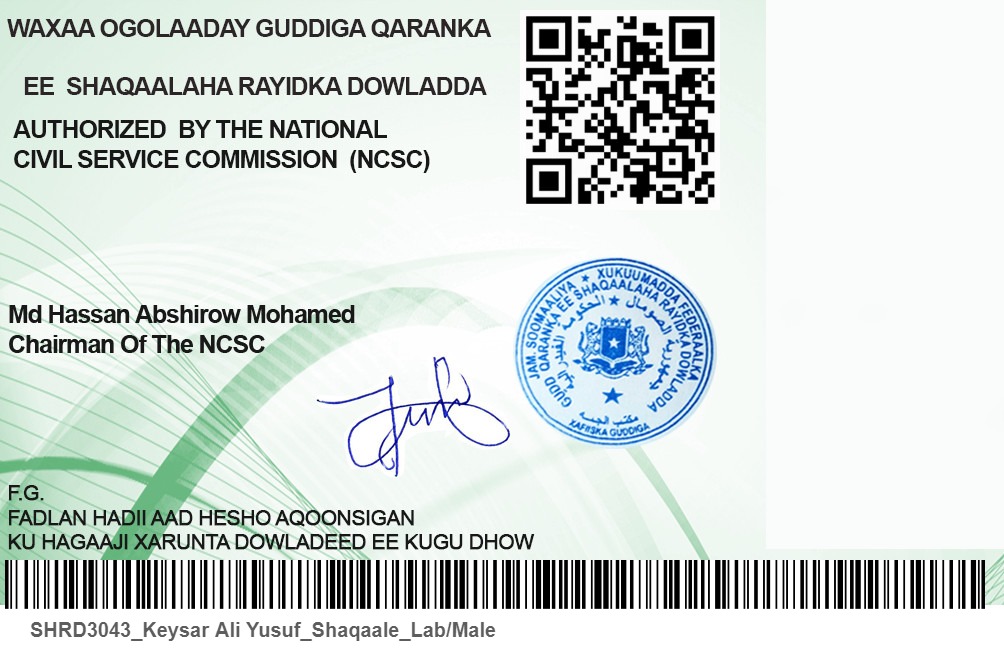 WAXAA OGOLAADAY GUDDIGA QARANKA
EE SHAQAALAHA RAYIDKA DOWLADDA
AUTHORIZED BY THE NATIONAL
CIVIL SERVICE COMMISSION (NCSC)
Md Hassan Abshirow Mohamed
Chairman Of The NCSC
JAM. SOOMAALIYA ★ XUKUUMADDA FEDERAALKA
GUDD QARANKA EE SHAQAALAHA RAYIDKA DOWLADDA
جمهورية الصومال
XAFIISKA GUDDIGA
F.G.
FADLAN HADII AAD HESHO AQOONSIGAN
KU HAGAAJI XARUNTA DOWLADEED EE KUGU DHOW
SHRD3043_Keysar Ali Yusuf_Shaqaale_Lab/Male